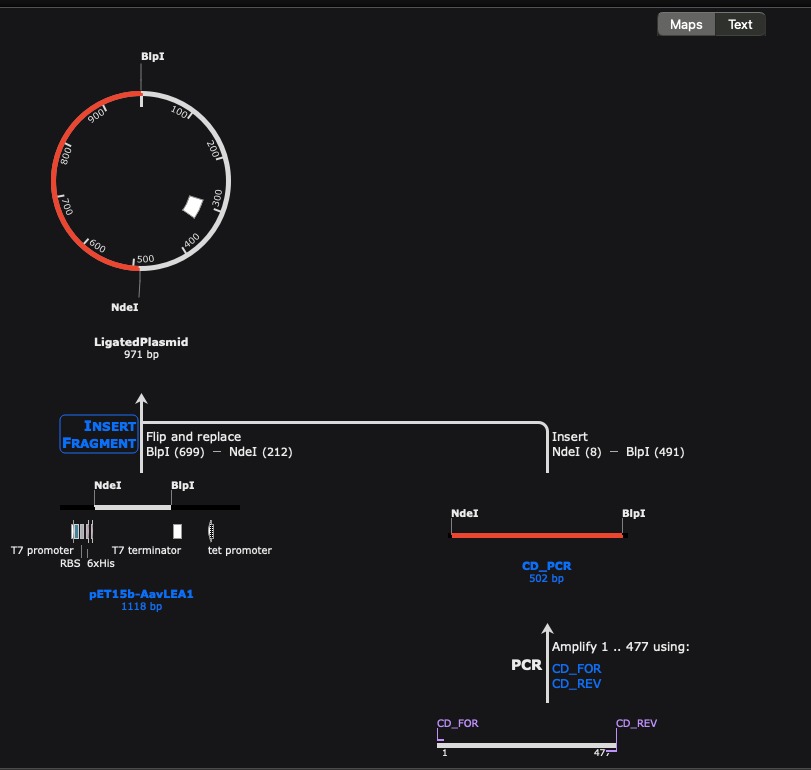 Maps Text
BlpI
100
200
300
400
500
600
700
800
900
NdeI
LigatedPlasmid
971 bp
INSERT
FRAGMENT
Flip and replace
BlpI (699) — NdeI (212)
Insert
NdeI (8) — BlpI (491)
NdeI BlpI
T7 promoter T7 terminator tet promoter
RBS 6xHis
pET15b-AavLEA1
1118 bp
NdeI BlpI
CD_PCR
502 bp
PCR
Amplify 1 .. 477 using:
CD_FOR
CD_REV
CD_FOR CD_REV
1